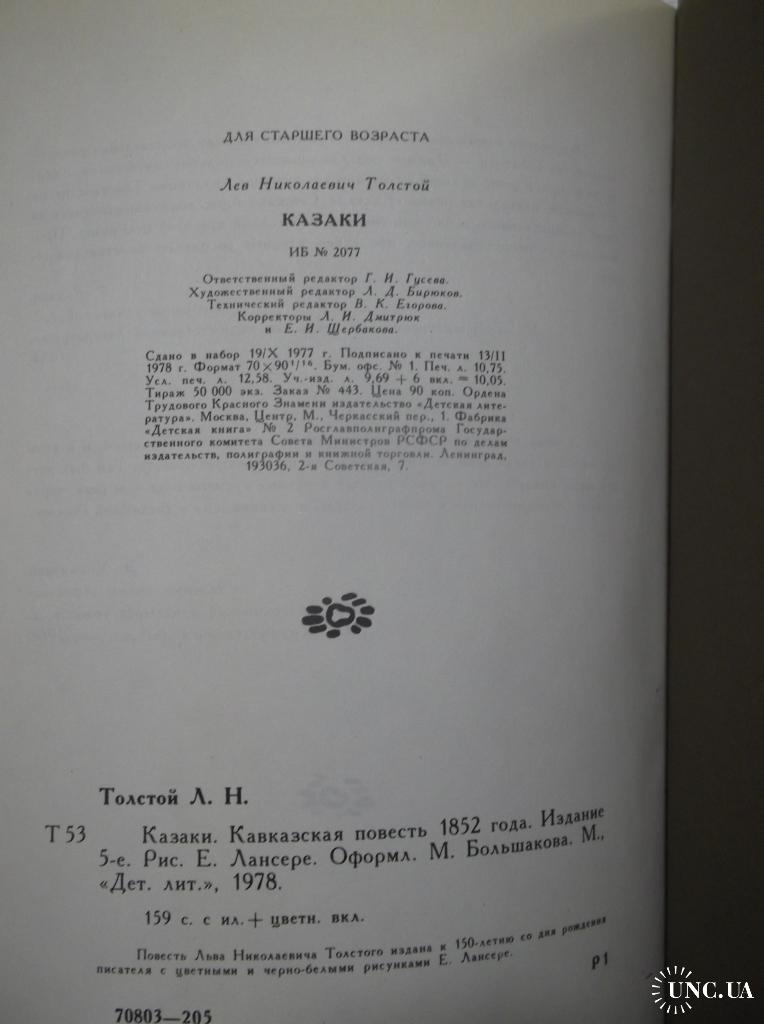 ДЛЯ СТАРШЕГО ВОЗРАСТА
Лев Николаевич Толстой
КАЗАКИ
ИБ № 2077
Ответственный редактор Г. И. Гусева.
Художественный редактор Л. Д. Бирюков.
Технический редактор В. К. Егорова.
Корректоры Л. И. Дмитрюк
и Е. И. Щербакова.
Сдано в набор 19/X 1977 г. Подписано к печати 13/II
1978 г. Формат 70×90¹/¹⁶. Бум. офс. № 1. Печ. л. 10,75.
Усл. печ. л. 12,58. Уч.-изд. л. 9,69 + 6 вкл. = 10,05.
Тираж 50 000 экз. Заказ № 443. Цена 90 коп. Ордена
Трудового Красного Знамени издательство «Детская лите-
ратура». Москва, Центр, М., Черкасский пер., 1. Фабрика
«Детская книга» № 2 Росглавполиграфпрома Государ-
ственного комитета Совета Министров РСФСР по делам
издательств, полиграфии и книжной торговли. Ленинград,
193036, 2-я Советская, 7.
Толстой Л. Н.
Т 53 Казаки. Кавказская повесть 1852 года. Издание
5-е. Рис. Е. Лансере. Оформл. М. Большакова. М.,
«Дет. лит.», 1978.
159 с. с ил. + цветн. вкл.
Повесть Льва Николаевича Толстого издана к 150-летию со дня рождения
писателя с цветными и черно-белыми рисунками Е. Лансере.
р1
70803—205
UNC.UA